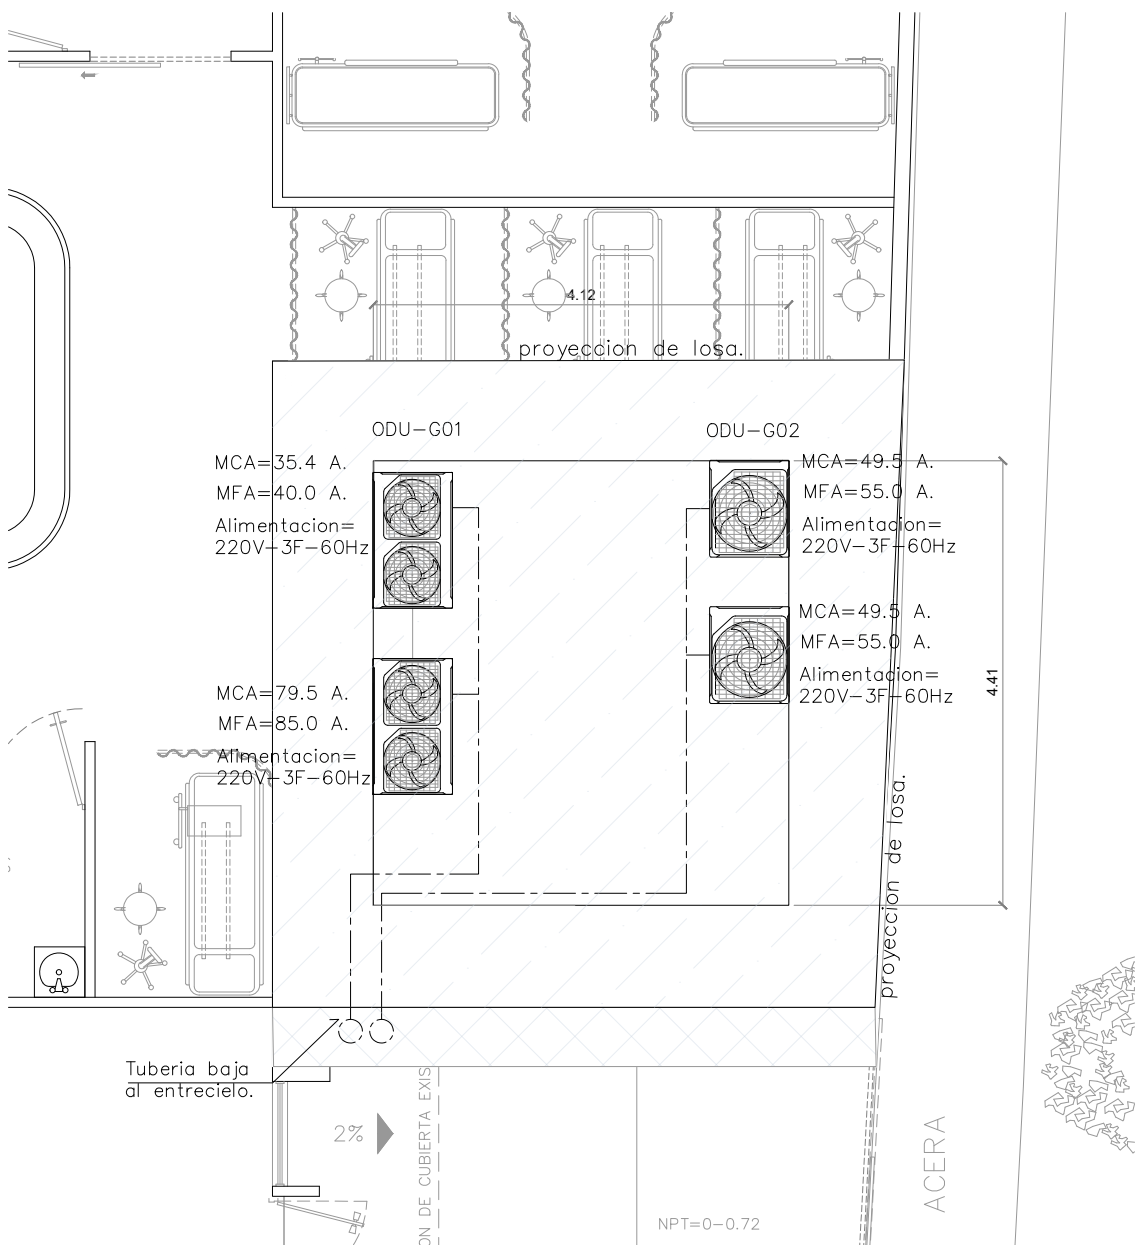 4.12
proyeccion de losa.
ODU-G01
ODU-G02
MCA=35.4 A.
MFA=40.0 A.
Alimentacion=
220V-3F-60Hz
MCA=49.5 A.
MFA=55.0 A.
Alimentacion=
220V-3F-60Hz
MCA=79.5 A.
MFA=85.0 A.
Alimentacion=
220V-3F-60Hz
MCA=49.5 A.
MFA=55.0 A.
Alimentacion=
220V-3F-60Hz
4.41
proyeccion de losa.
Tuberia baja
al entrecielo.
2%
ON DE CUBIERTA EXIS
ACERA
NPT=0-0.72